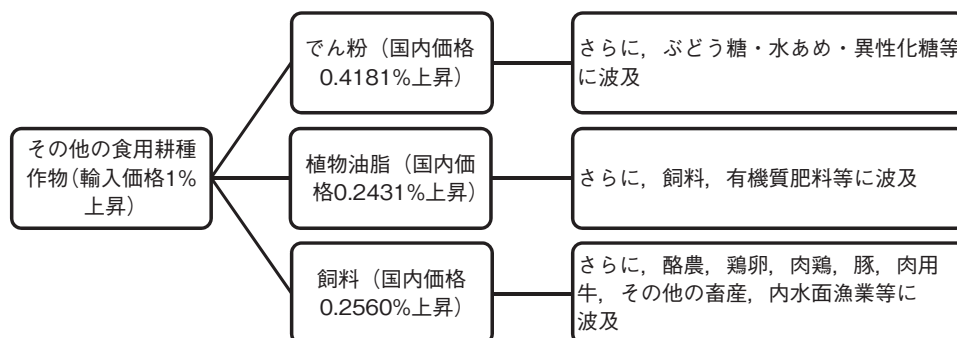 でん粉（国内価格
0.4181%上昇）
さらに，ぶどう糖・水あめ・異性化糖等
に波及
その他の食用耕種
作物（輸入価格1%
上昇）
植物油脂（国内価
格0.2431%上昇）
さらに，飼料，有機質肥料等に波及
飼料（国内価格
0.2560%上昇）
さらに，酪農，鶏卵，肉鶏，豚，肉用
牛，その他の畜産，内水面漁業等に
波及